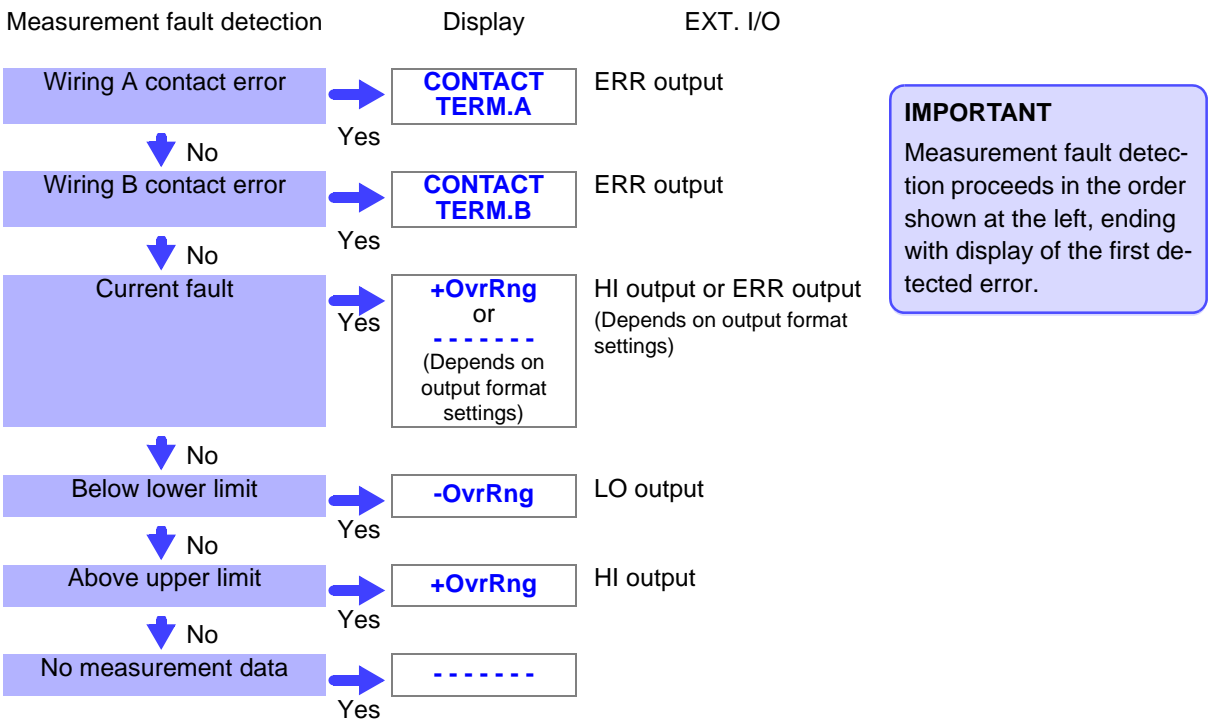 Measurement fault detection Display EXT. I/O
Wiring A contact error
Yes
CONTACT
TERM.A
ERR output
No
Wiring B contact error
Yes
CONTACT
TERM.B
ERR output
No
Current fault
Yes
+OvrRng
or
- - - - - - -
(Depends on
output format
settings)
HI output or ERR output
(Depends on output format
settings)
No
Below lower limit
Yes
-OvrRng
LO output
No
Above upper limit
Yes
+OvrRng
HI output
No
No measurement data
Yes
- - - - - - -
IMPORTANT
Measurement fault detec-
tion proceeds in the order
shown at the left, ending
with display of the first de-
tected error.